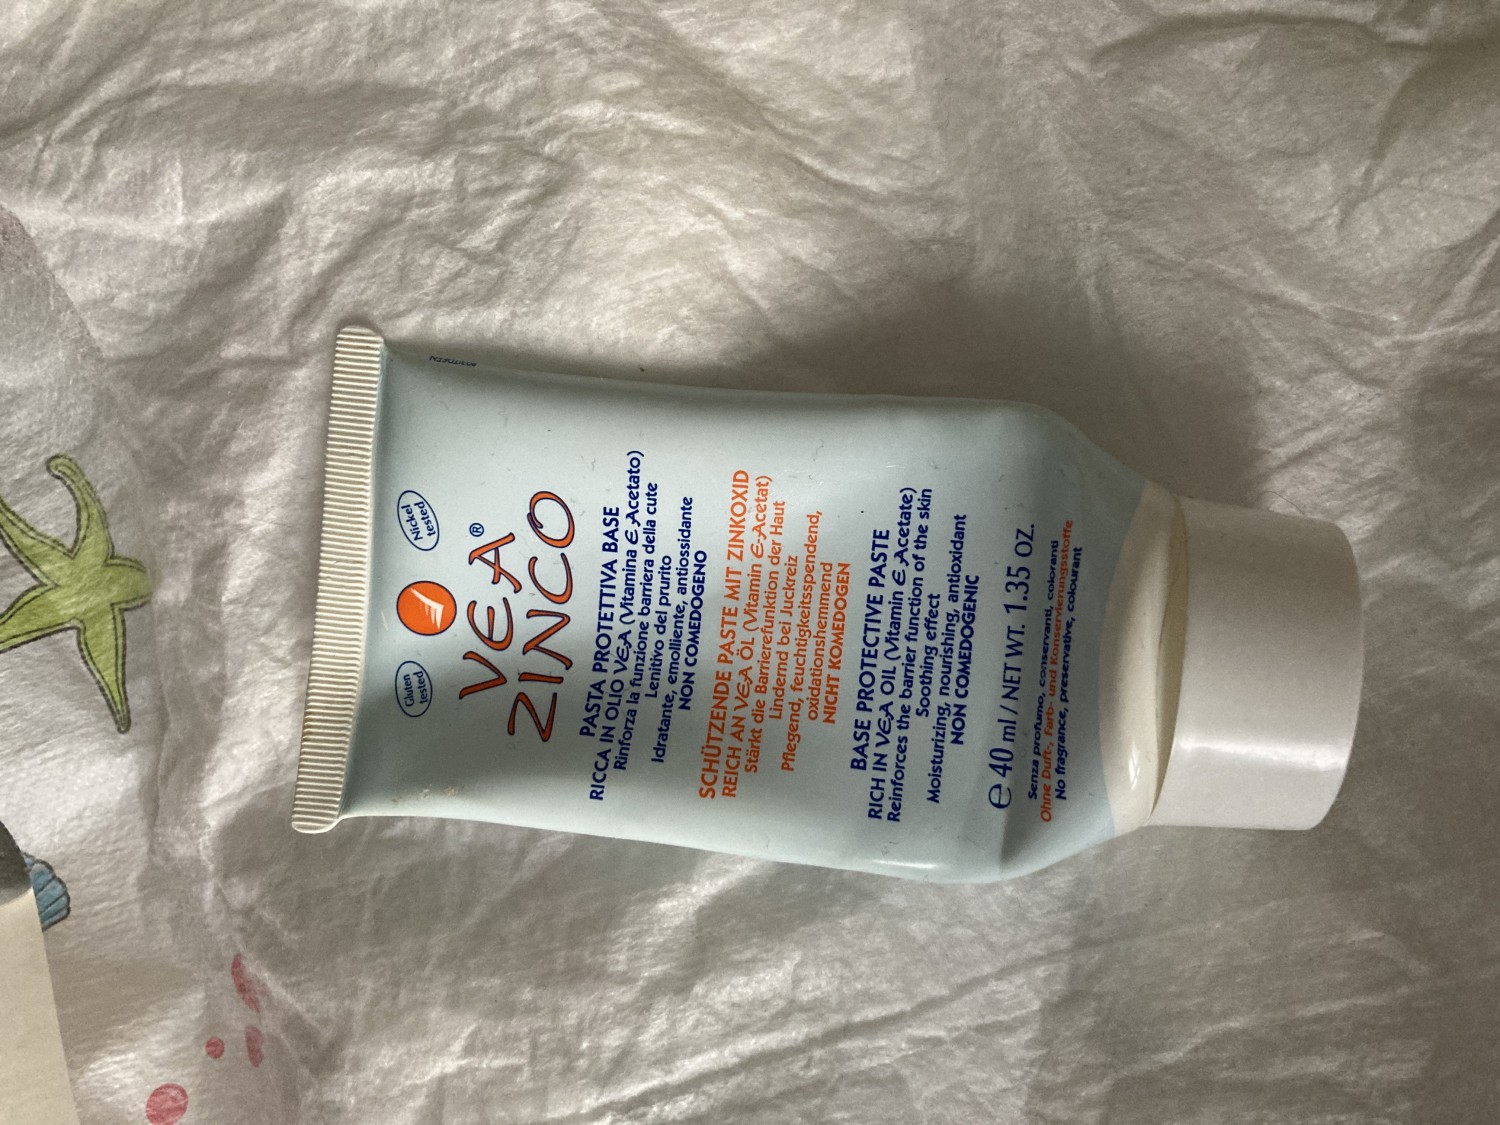 Gluten
tested
Nickel
tested
VEA®
ZINCO
PASTA PROTETTIVA BASE
RICCA IN OLIO VEA (Vitamina E Acetato)
Rinforza la funzione barriera della cute
Lenitivo del prurito
Idratante, emolliente, antiossidante
NON COMEDOGENO
SCHÜTZENDE PASTE MIT ZINKOXID
REICH AN VEA ÖL (Vitamin E-Acetat)
Stärkt die Barrierefunktion der Haut
Lindernd bei Juckreiz
Pflegend, feuchtigkeitsspendend,
oxidationshemmend
NICHT KOMEDOGEN
BASE PROTECTIVE PASTE
RICH IN VEA OIL (Vitamin E Acetate)
Reinforces the barrier function of the skin
Soothing effect
Moisturizing, nourishing, antioxidant
NON COMEDOGENIC
℮ 40 ml / NET WT. 1.35 OZ.
Senza profumo, conservanti, coloranti
Ohne Duft-, Farb- und Konservierungsstoffe
No fragrance, preservative, colourant